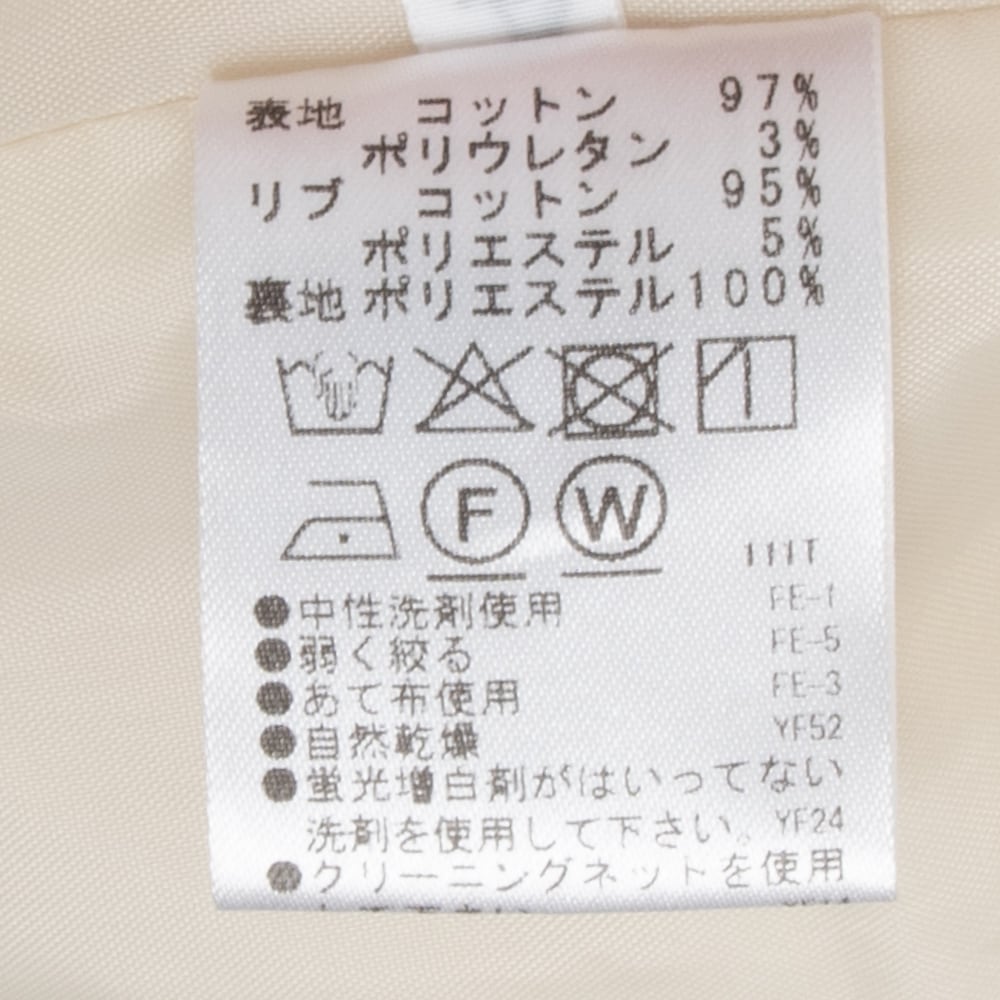 表地 コットン 97%
ポリウレタン 3%
リブ コットン 95%
ポリエステル 5%
裏地 ポリエステル 100%
F W
111T
●中性洗剤使用 FE-1
●弱く絞る FE-5
●あて布使用 FE-3
●自然乾燥 YF52
●蛍光増白剤がはいってない
洗剤を使用して下さい。 YF24
●クリーニングネットを使用